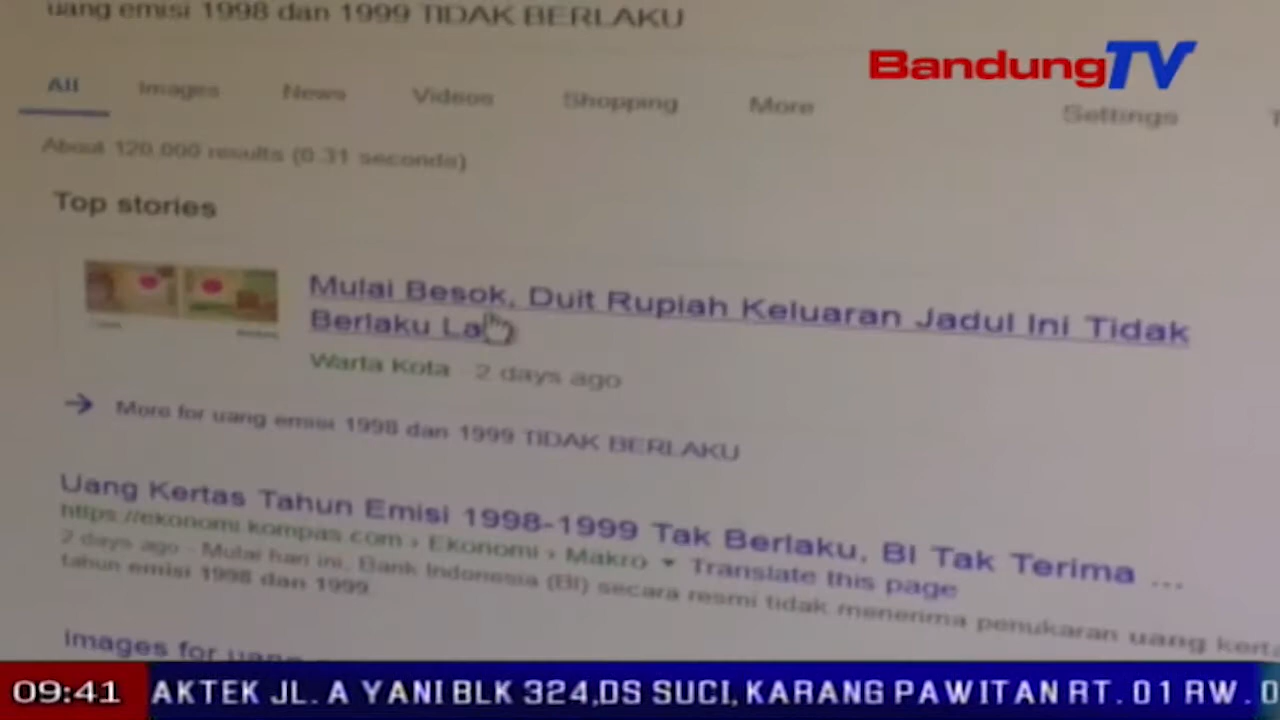 uang emisi 1998 dan 1999 TIDAK BERLAKU
BandungTV
All Images News Videos Shopping More Settings
About 120.000 results (0.31 seconds)
Top stories
Mulai Besok, Duit Rupiah Keluaran Jadul Ini Tidak
Berlaku La
Warta Kota 2 days ago
→ More for uang emisi 1998 dan 1999 TIDAK BERLAKU
Uang Kertas Tahun Emisi 1998-1999 Tak Berlaku, BI Tak Terima ...
https://ekonomi.kompas.com › Ekonomi › Makro ▾ Translate this page
2 days ago - Mulai hari ini, Bank Indonesia (BI) secara resmi tidak menerima penukaran uang kerta
tahun emisi 1998 dan 1999.
Images for uang
09:41 AKTEK JL. A YANI BLK 324,DS SUCI, KARANG PAWITAN RT. 01 RW. 0